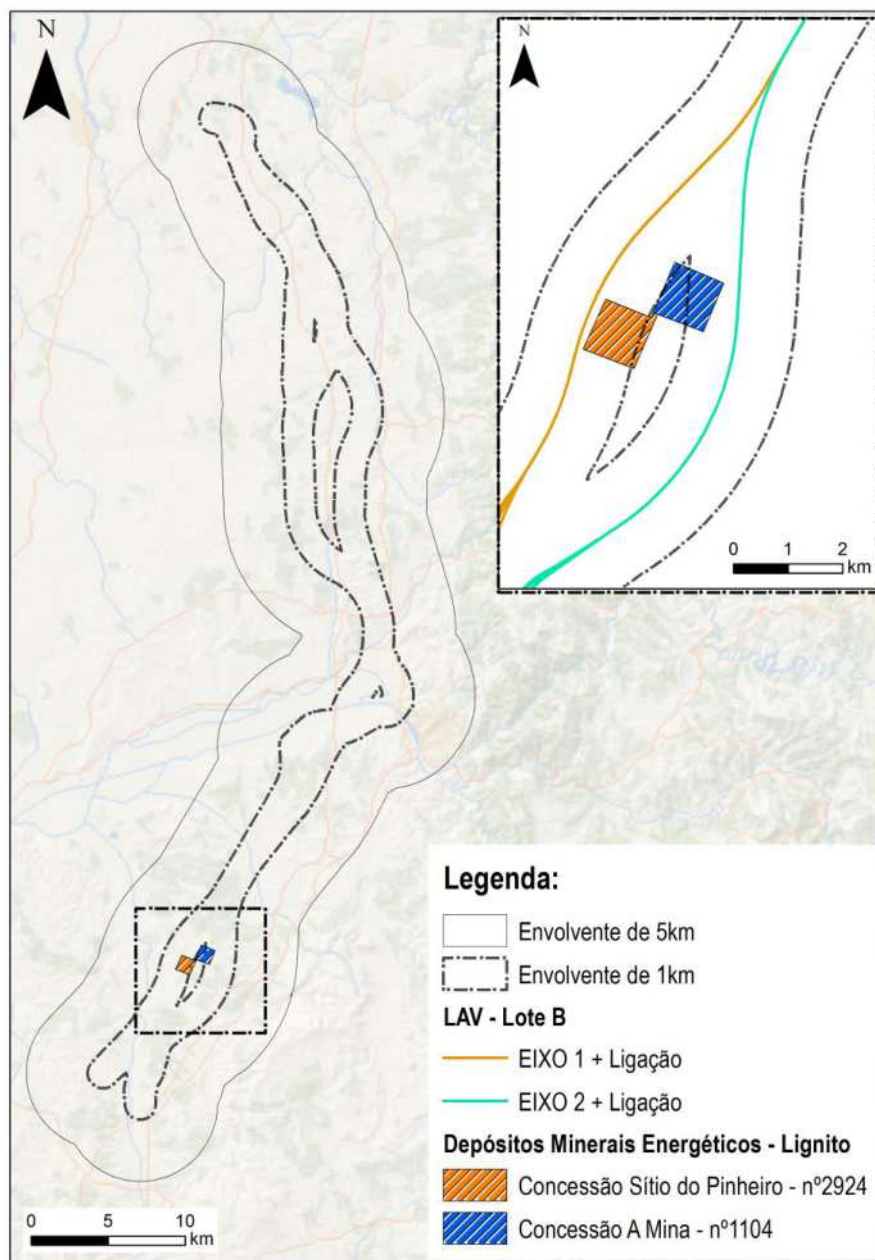 N
N
0 1 2
km
Legenda:
Envolvente de 5km
Envolvente de 1km
LAV - Lote B
EIXO 1 + Ligação
EIXO 2 + Ligação
Depósitos Minerais Energéticos - Lignito
Concessão Sítio do Pinheiro - nº2924
Concessão A Mina - nº1104
0 5 10
km